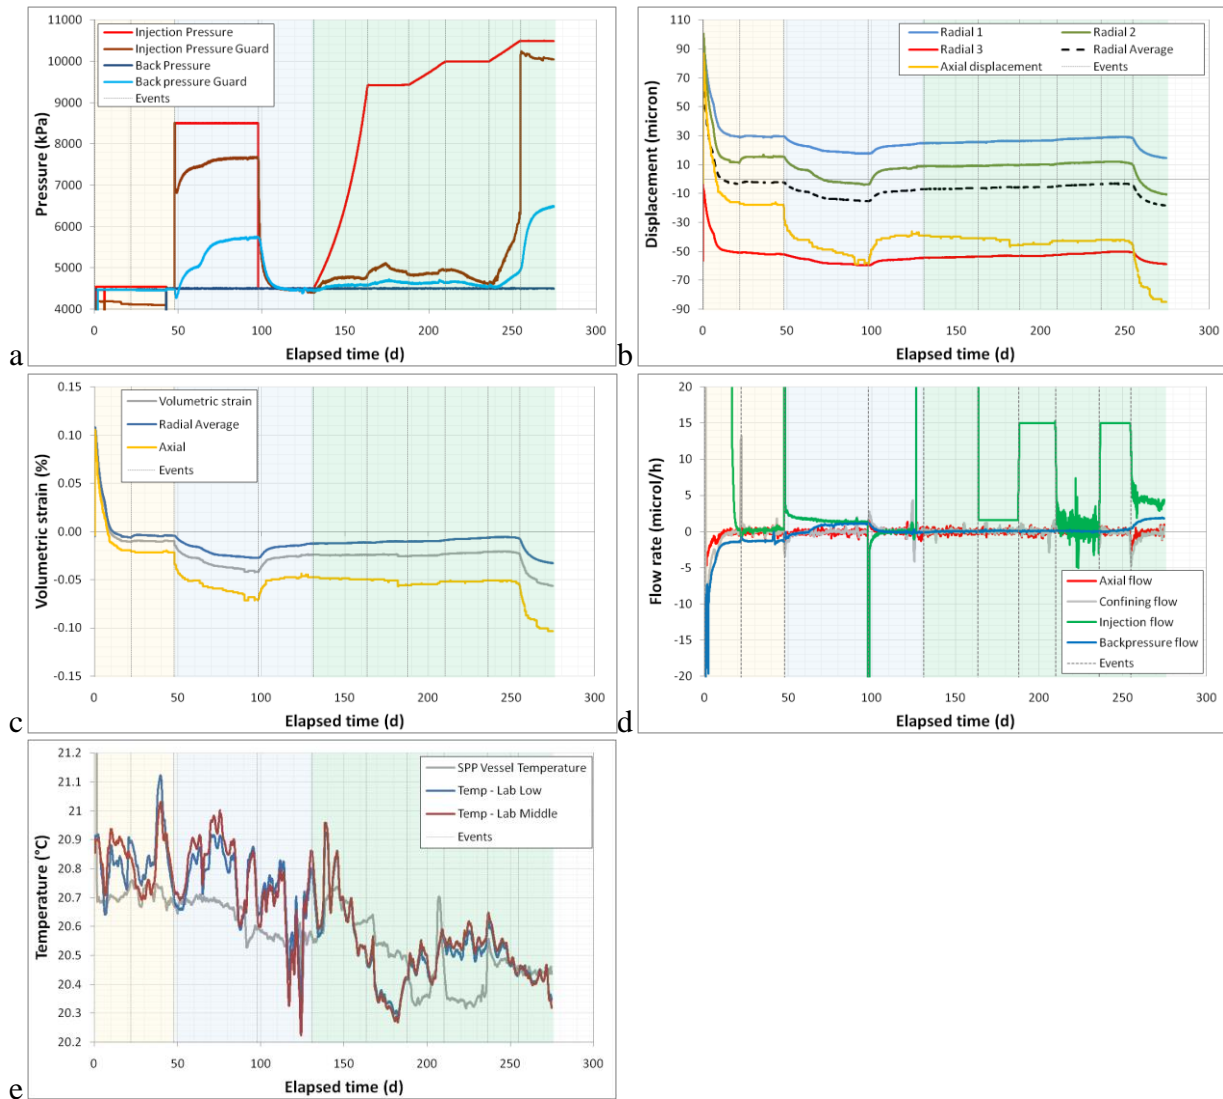 11000
10000
9000
8000
7000
6000
5000
4000
Pressure (kPa)
Injection Pressure
Injection Pressure Guard
Back Pressure
Back pressure Guard
Events
0 50 100 150 200 250 300
Elapsed time (d)
a
110
90
70
50
30
10
-10
-30
-50
-70
-90
Displacement (micron)
Radial 1 Radial 2
Radial 3 Radial Average
Axial displacement Events
0 50 100 150 200 250 300
Elapsed time (d)
b
0.15
0.10
0.05
0.00
-0.05
-0.10
-0.15
Volumetric strain (%)
Volumetric strain
Radial Average
Axial
Events
0 50 100 150 200 250 300
Elapsed time (d)
c
20
15
10
5
0
-5
-10
-15
-20
Flow rate (microl/h)
Axial flow
Confining flow
Injection flow
Backpressure flow
Events
0 50 100 150 200 250 300
Elapsed time (d)
d
21.2
21.1
21
20.9
20.8
20.7
20.6
20.5
20.4
20.3
20.2
Temperature (°C)
SPP Vessel Temperature
Temp - Lab Low
Temp - Lab Middle
Events
0 50 100 150 200 250 300
Elapsed time (d)
e